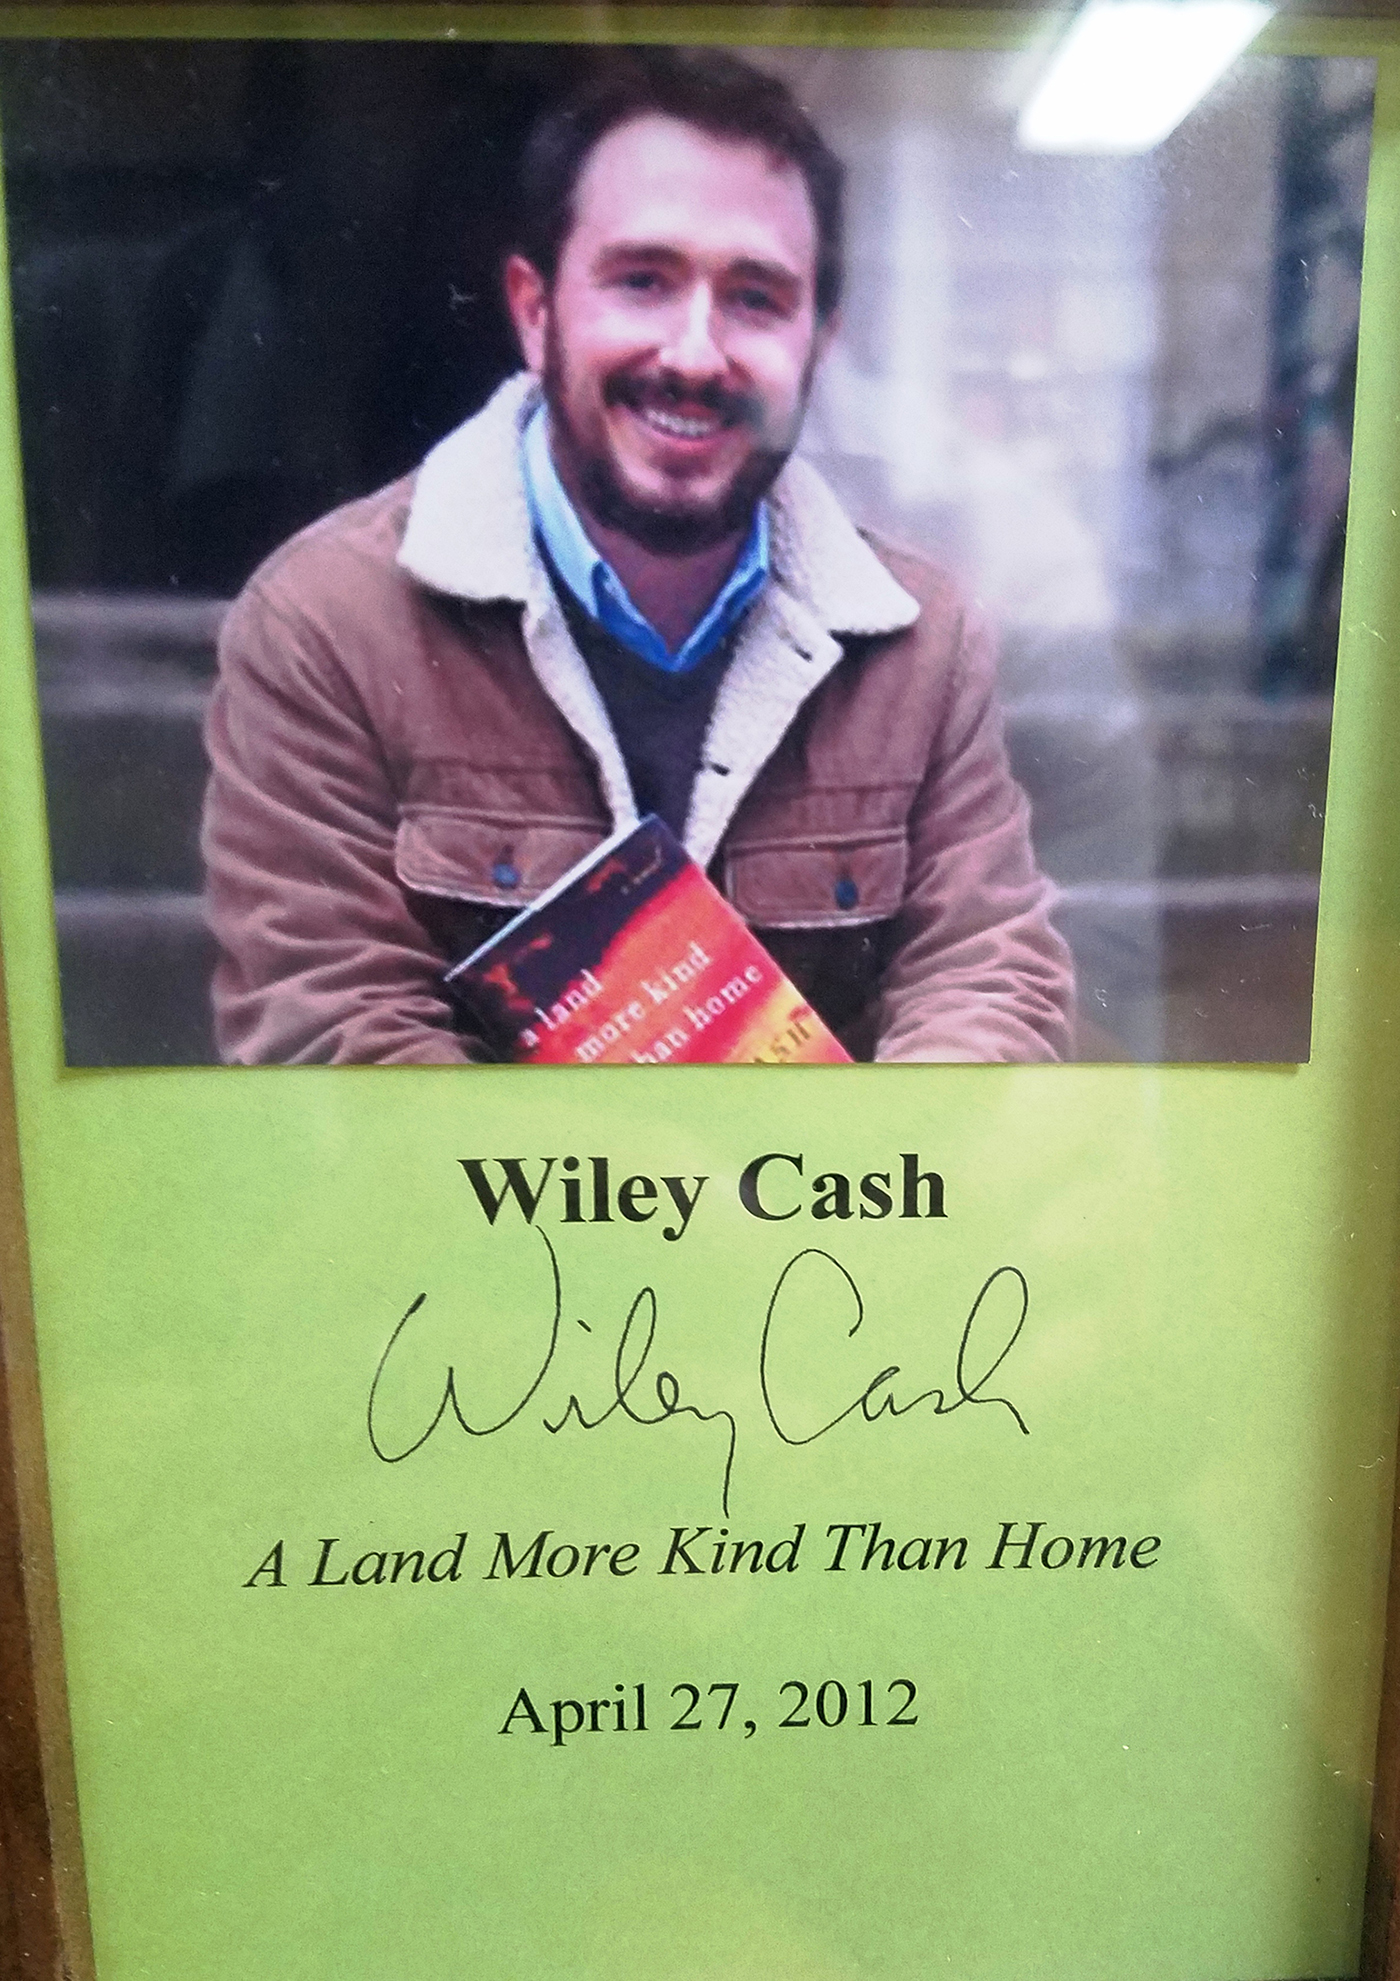 a land
more kind
than home
Wiley Cash
Wiley Cash
A Land More Kind Than Home
April 27, 2012